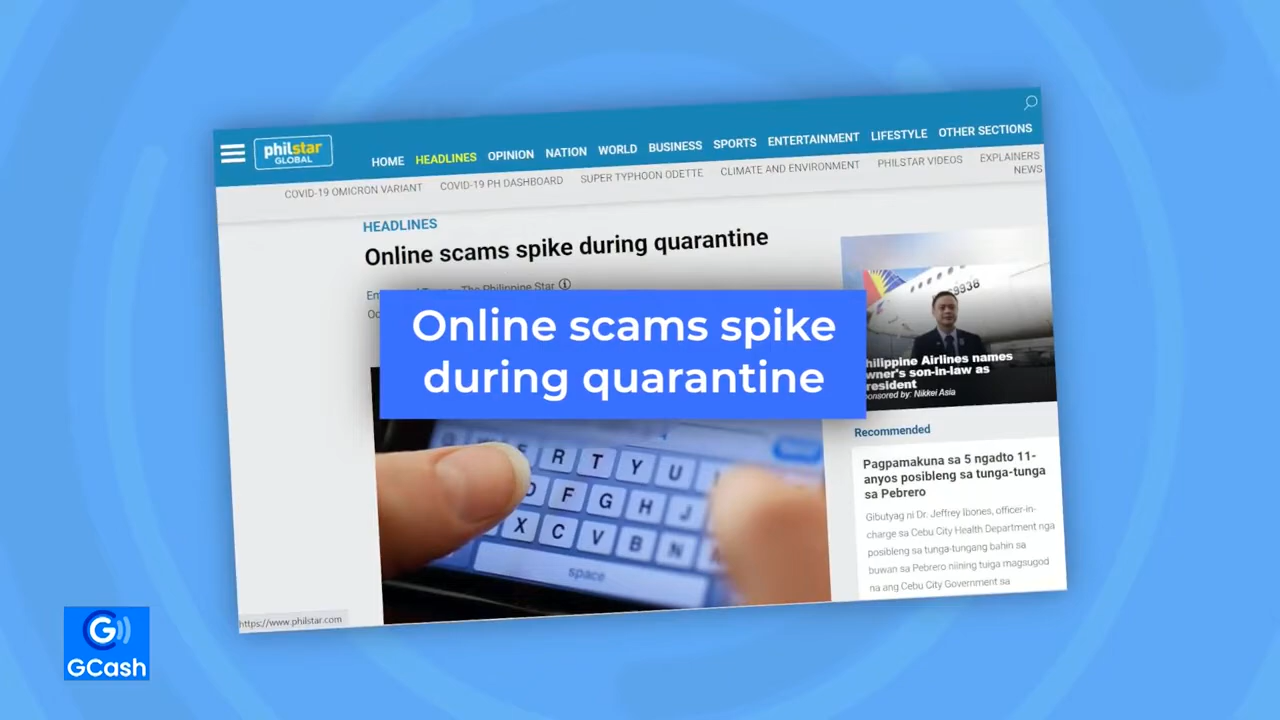 philstar
GLOBAL
HOME HEADLINES OPINION NATION WORLD BUSINESS SPORTS ENTERTAINMENT LIFESTYLE OTHER SECTIONS
COVID-19 OMICRON VARIANT COVID-19 PH DASHBOARD SUPER TYPHOON ODETTE CLIMATE AND ENVIRONMENT PHILSTAR VIDEOS EXPLAINERS
NEWS
HEADLINES
Online scams spike during quarantine
The Philippine Star
Online scams spike
during quarantine
E R T Y U
D F G H J
X C V B N
space
hilippine Airlines names
wner's son-in-law as
resident
onsored by: Nikkei Asia
Recommended
Pagpamakuna sa 5 ngadto 11-
anyos posibleng sa tunga-tunga
sa Pebrero
Gibutyag ni Dr. Jeffrey Ibones, officer-in-
charge sa Cebu City Health Department nga
posibleng sa tunga-tungang bahin sa
buwan sa Pebrero niining tuiga magsugod
na ang Cebu City Government sa
https://www.philstar.com
G
GCash